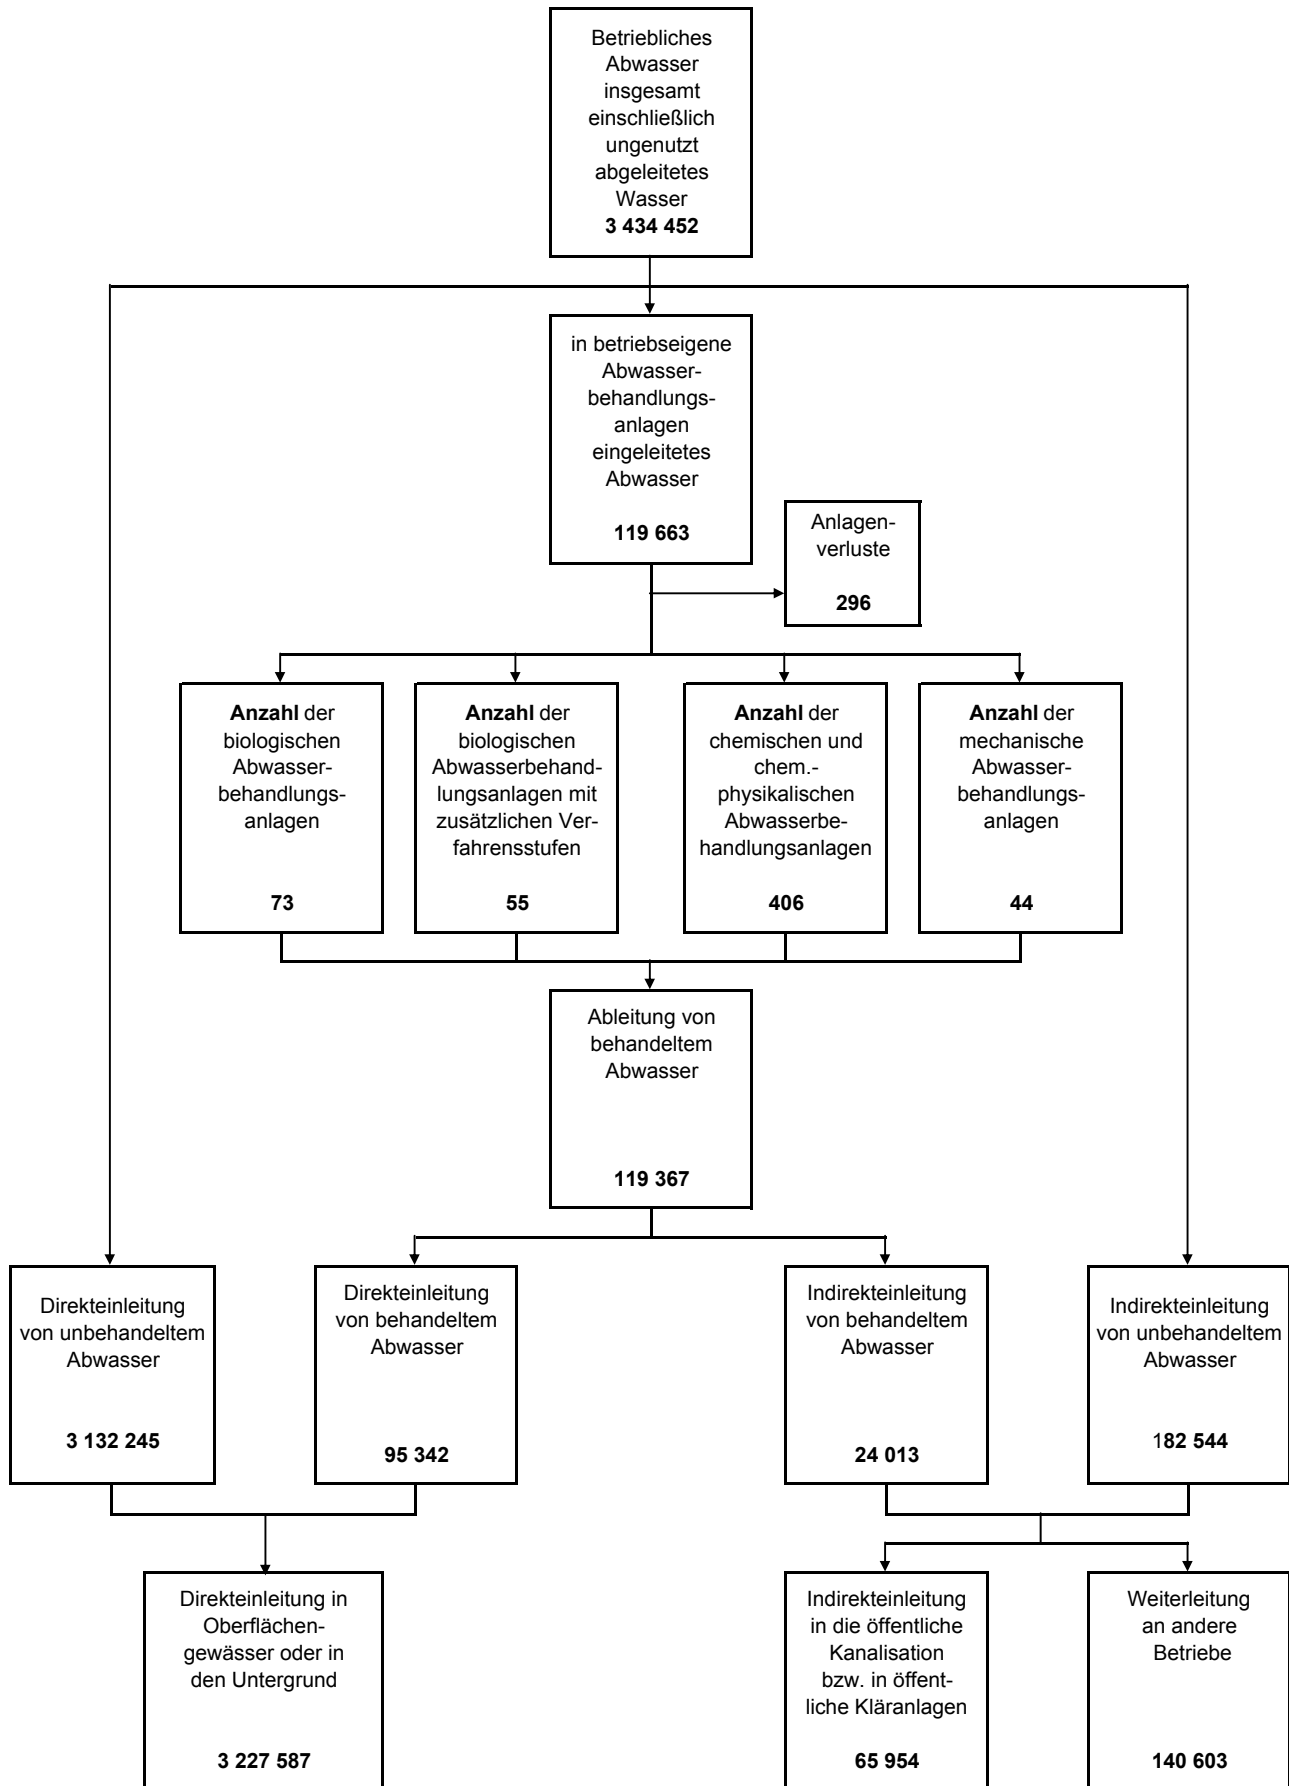 Betriebliches
Abwasser
insgesamt
einschließlich
ungenutzt
abgeleitetes
Wasser
3 434 452
in betriebseigene
Abwasser-
behandlungs-
anlagen
eingeleitetes
Abwasser
119 663
Anlagen-
verluste
296
Anzahl der
biologischen
Abwasser-
behandlungs-
anlagen
73
Anzahl der
biologischen
Abwasserbehand-
lungsanlagen mit
zusätzlichen Ver-
fahrensstufen
55
Anzahl der
chemischen und
chem.-
physikalischen
Abwasserbe-
handlungsanlagen
406
Anzahl der
mechanische
Abwasser-
behandlungs-
anlagen
44
Ableitung von
behandeltem
Abwasser
119 367
Direkteinleitung
von unbehandeltem
Abwasser
3 132 245
Direkteinleitung
von behandeltem
Abwasser
95 342
Indirekteinleitung
von behandeltem
Abwasser
24 013
Indirekteinleitung
von unbehandeltem
Abwasser
182 544
Direkteinleitung in
Oberflächen-
gewässer oder in
den Untergrund
3 227 587
Indirekteinleitung
in die öffentliche
Kanalisation
bzw. in öffent-
liche Kläranlagen
65 954
Weiterleitung
an andere
Betriebe
140 603